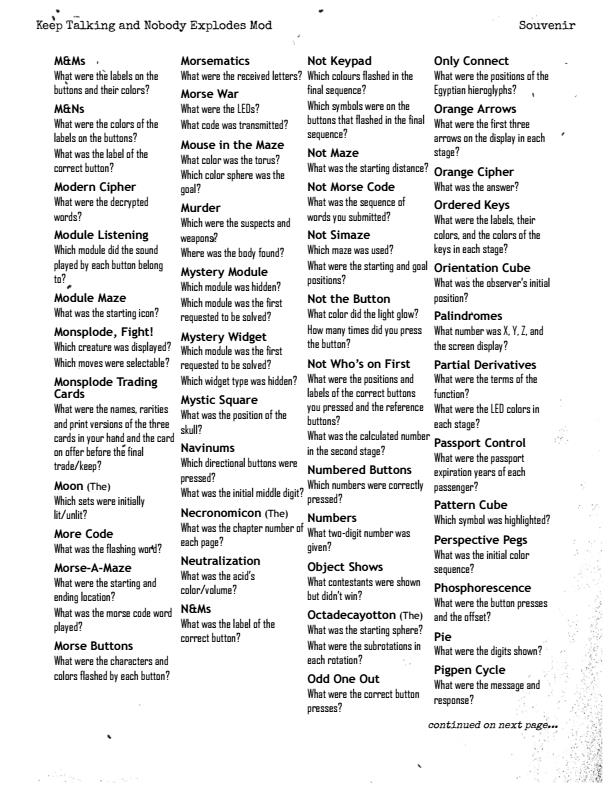 Keep Talking and Nobody Explodes Mod
Souvenir
M&Ms
What were the labels on the
buttons and their colors?
M&Ns
What were the colors of the
labels on the buttons?
What was the label of the
correct button?
Modern Cipher
What were the decrypted
words?
Module Listening
Which module did the sound
played by each button belong
to?
Module Maze
What was the starting icon?
Monsplode, Fight!
Which creature was displayed?
Which moves were selectable?
Monsplode Trading
Cards
What were the names, rarities
and print versions of the three
cards in your hand and the card
on offer before the final
trade/keep?
Moon (The)
Which sets were initially
lit/unlit?
More Code
What was the flashing word?
Morse-A-Maze
What were the starting and
ending location?
What was the morse code word
played?
Morse Buttons
What were the characters and
colors flashed by each button?
Morsematics
What were the received letters?
Morse War
What were the LEDs?
What code was transmitted?
Mouse in the Maze
What color was the torus?
Which color sphere was the
goal?
Murder
Which were the suspects and
weapons?
Where was the body found?
Mystery Module
Which module was hidden?
Which module was the first
requested to be solved?
Mystery Widget
Which module was the first
requested to be solved?
Which widget type was hidden?
Mystic Square
What was the position of the
skull?
Navinums
Which directional buttons were
pressed?
What was the initial middle digit?
Necronomicon (The)
What was the chapter number of
each page?
Neutralization
What was the acid's
color/volume?
N&Ms
What was the label of the
correct button?
Not Keypad
Which colours flashed in the
final sequence?
Which symbols were on the
buttons that flashed in the final
sequence?
Not Maze
What was the starting distance?
Not Morse Code
What was the sequence of
words you submitted?
Not Simaze
Which maze was used?
What were the starting and goal
positions?
Not the Button
What color did the light glow?
How many times did you press
the button?
Not Who's on First
What were the positions and
labels of the correct buttons
you pressed and the reference
buttons?
What was the calculated number
in the second stage?
Numbered Buttons
Which numbers were correctly
pressed?
Numbers
What two-digit number was
given?
Object Shows
What contestants were shown
but didn't win?
Octadecayotton (The)
What was the starting sphere?
What were the subrotations in
each rotation?
Odd One Out
What were the correct button
presses?
Only Connect
What were the positions of the
Egyptian hieroglyphs?
Orange Arrows
What were the first three
arrows on the display in each
stage?
Orange Cipher
What was the answer?
Ordered Keys
What were the labels, their
colors, and the colors of the
keys in each stage?
Orientation Cube
What was the observer's initial
position?
Palindromes
What number was X, Y, Z, and
the screen display?
Partial Derivatives
What were the terms of the
function?
What were the LED colors in
each stage?
Passport Control
What were the passport
expiration years of each
passenger?
Pattern Cube
Which symbol was highlighted?
Perspective Pegs
What was the initial color
sequence?
Phosphorescence
What were the button presses
and the offset?
Pie
What were the digits shown?
Pigpen Cycle
What were the message and
response?
continued on next page…